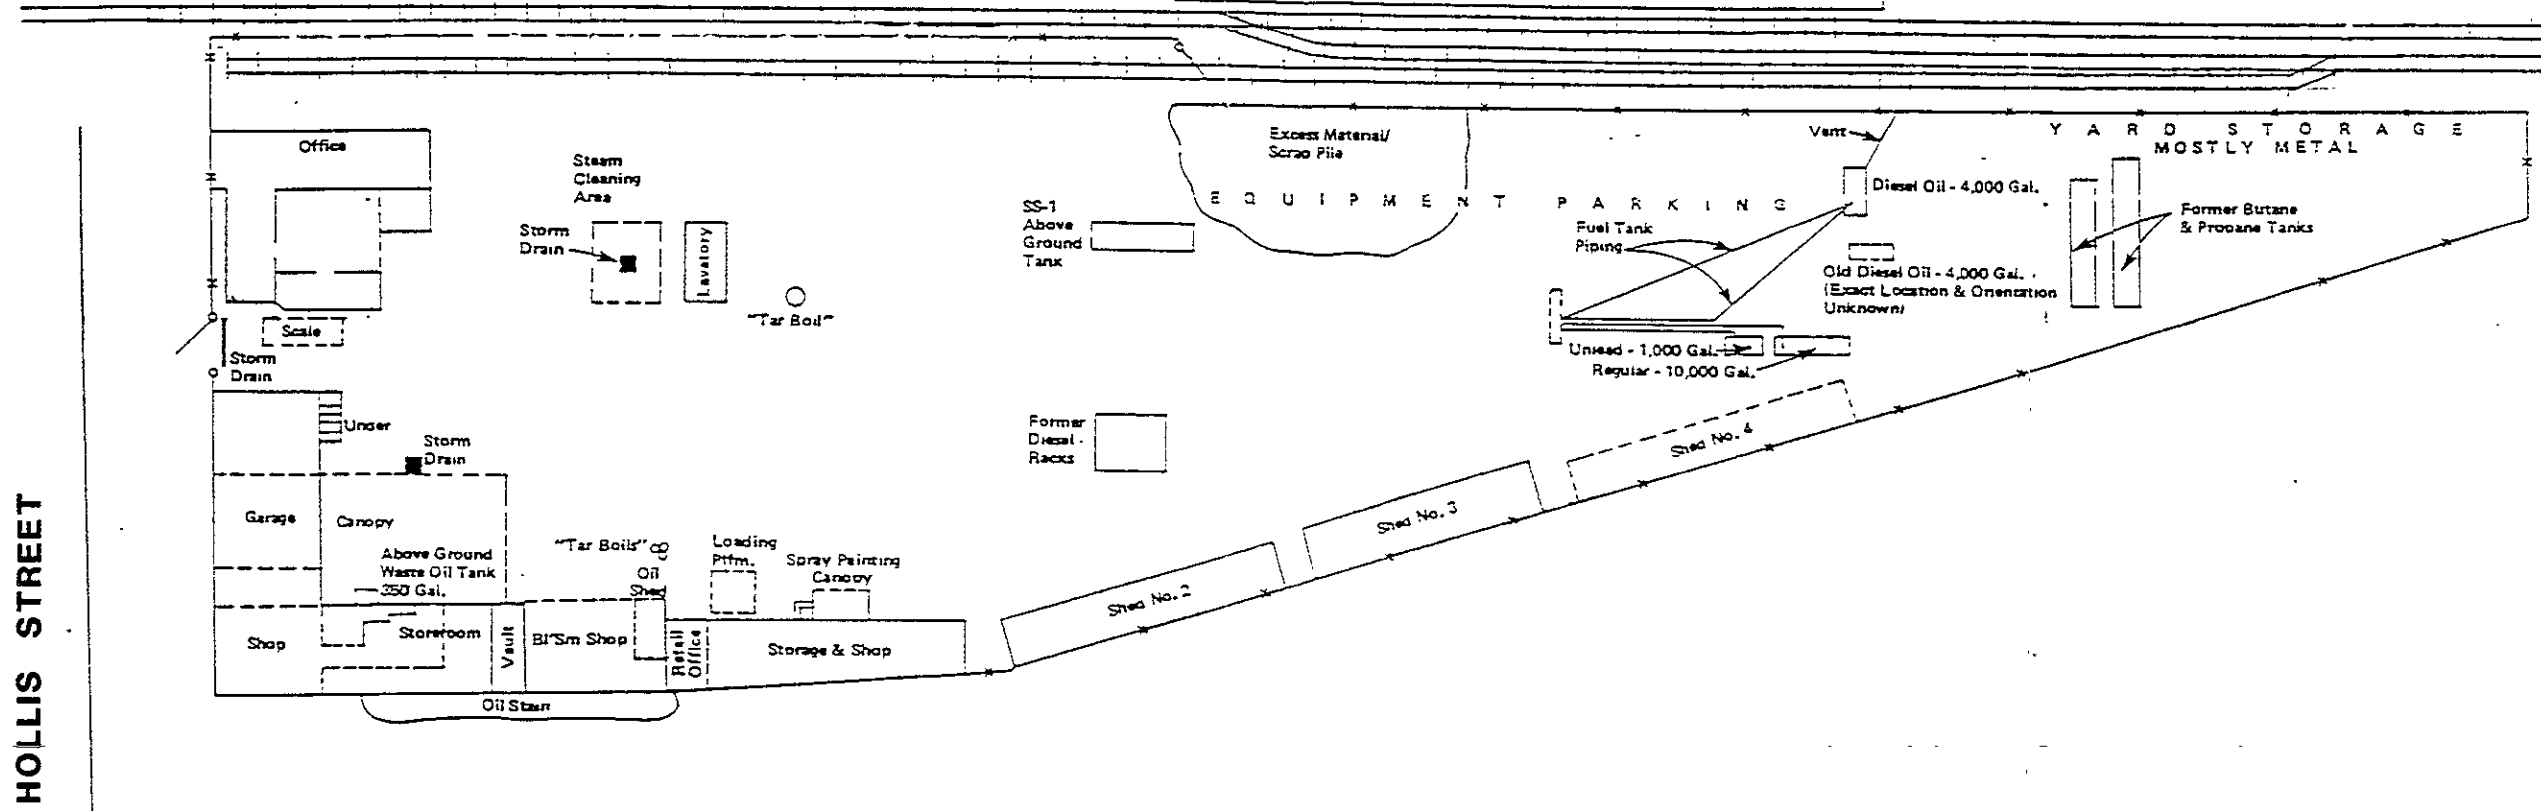 Office
Steam
Cleaning
Area
Storm
Drain
Lavatory
"Tar Boil"
Scale
Storm
Drain
SS-1
Above
Ground
Tank
Excess Material/
Scrap Pile
EQUIPMENT PARKING
Vent
YARD STORAGE
MOSTLY METAL
Diesel Oil - 4,000 Gal.
Fuel Tank
Piping
Former Butane
& Propane Tanks
Old Diesel Oil - 4,000 Gal.
(Exact Location & Orientation
Unknown)
Unlead - 1,000 Gal.
Regular - 10,000 Gal.
Under
Storm
Drain
Former
Diesel
Racks
Garage
Canopy
Above Ground
Waste Oil Tank
350 Gal.
"Tar Boils"
Oil
Shed
Loading
Ptfm.
Spray Painting
Canopy
Shed No. 2
Shed No. 3
Shed No. 4
Shop
Storeroom
Vault
Bl'Sm Shop
Retail
Office
Storage & Shop
Oil Stain
HOLLIS STREET